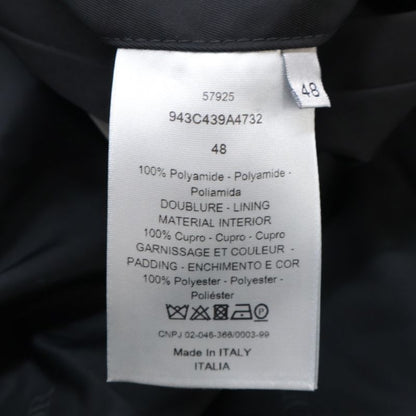 48
57925
943C439A4732
48
100% Polyamide - Polyamide -
Poliamida
DOUBLURE - LINING
MATERIAL INTERIOR
100% Cupro - Cupro - Cupro
GARNISSAGE ET COULEUR -
PADDING - ENCHIMENTO E COR
100% Polyester - Polyester -
Poliéster
CNPJ 02-046-366/0003-99
Made In ITALY
ITALIA